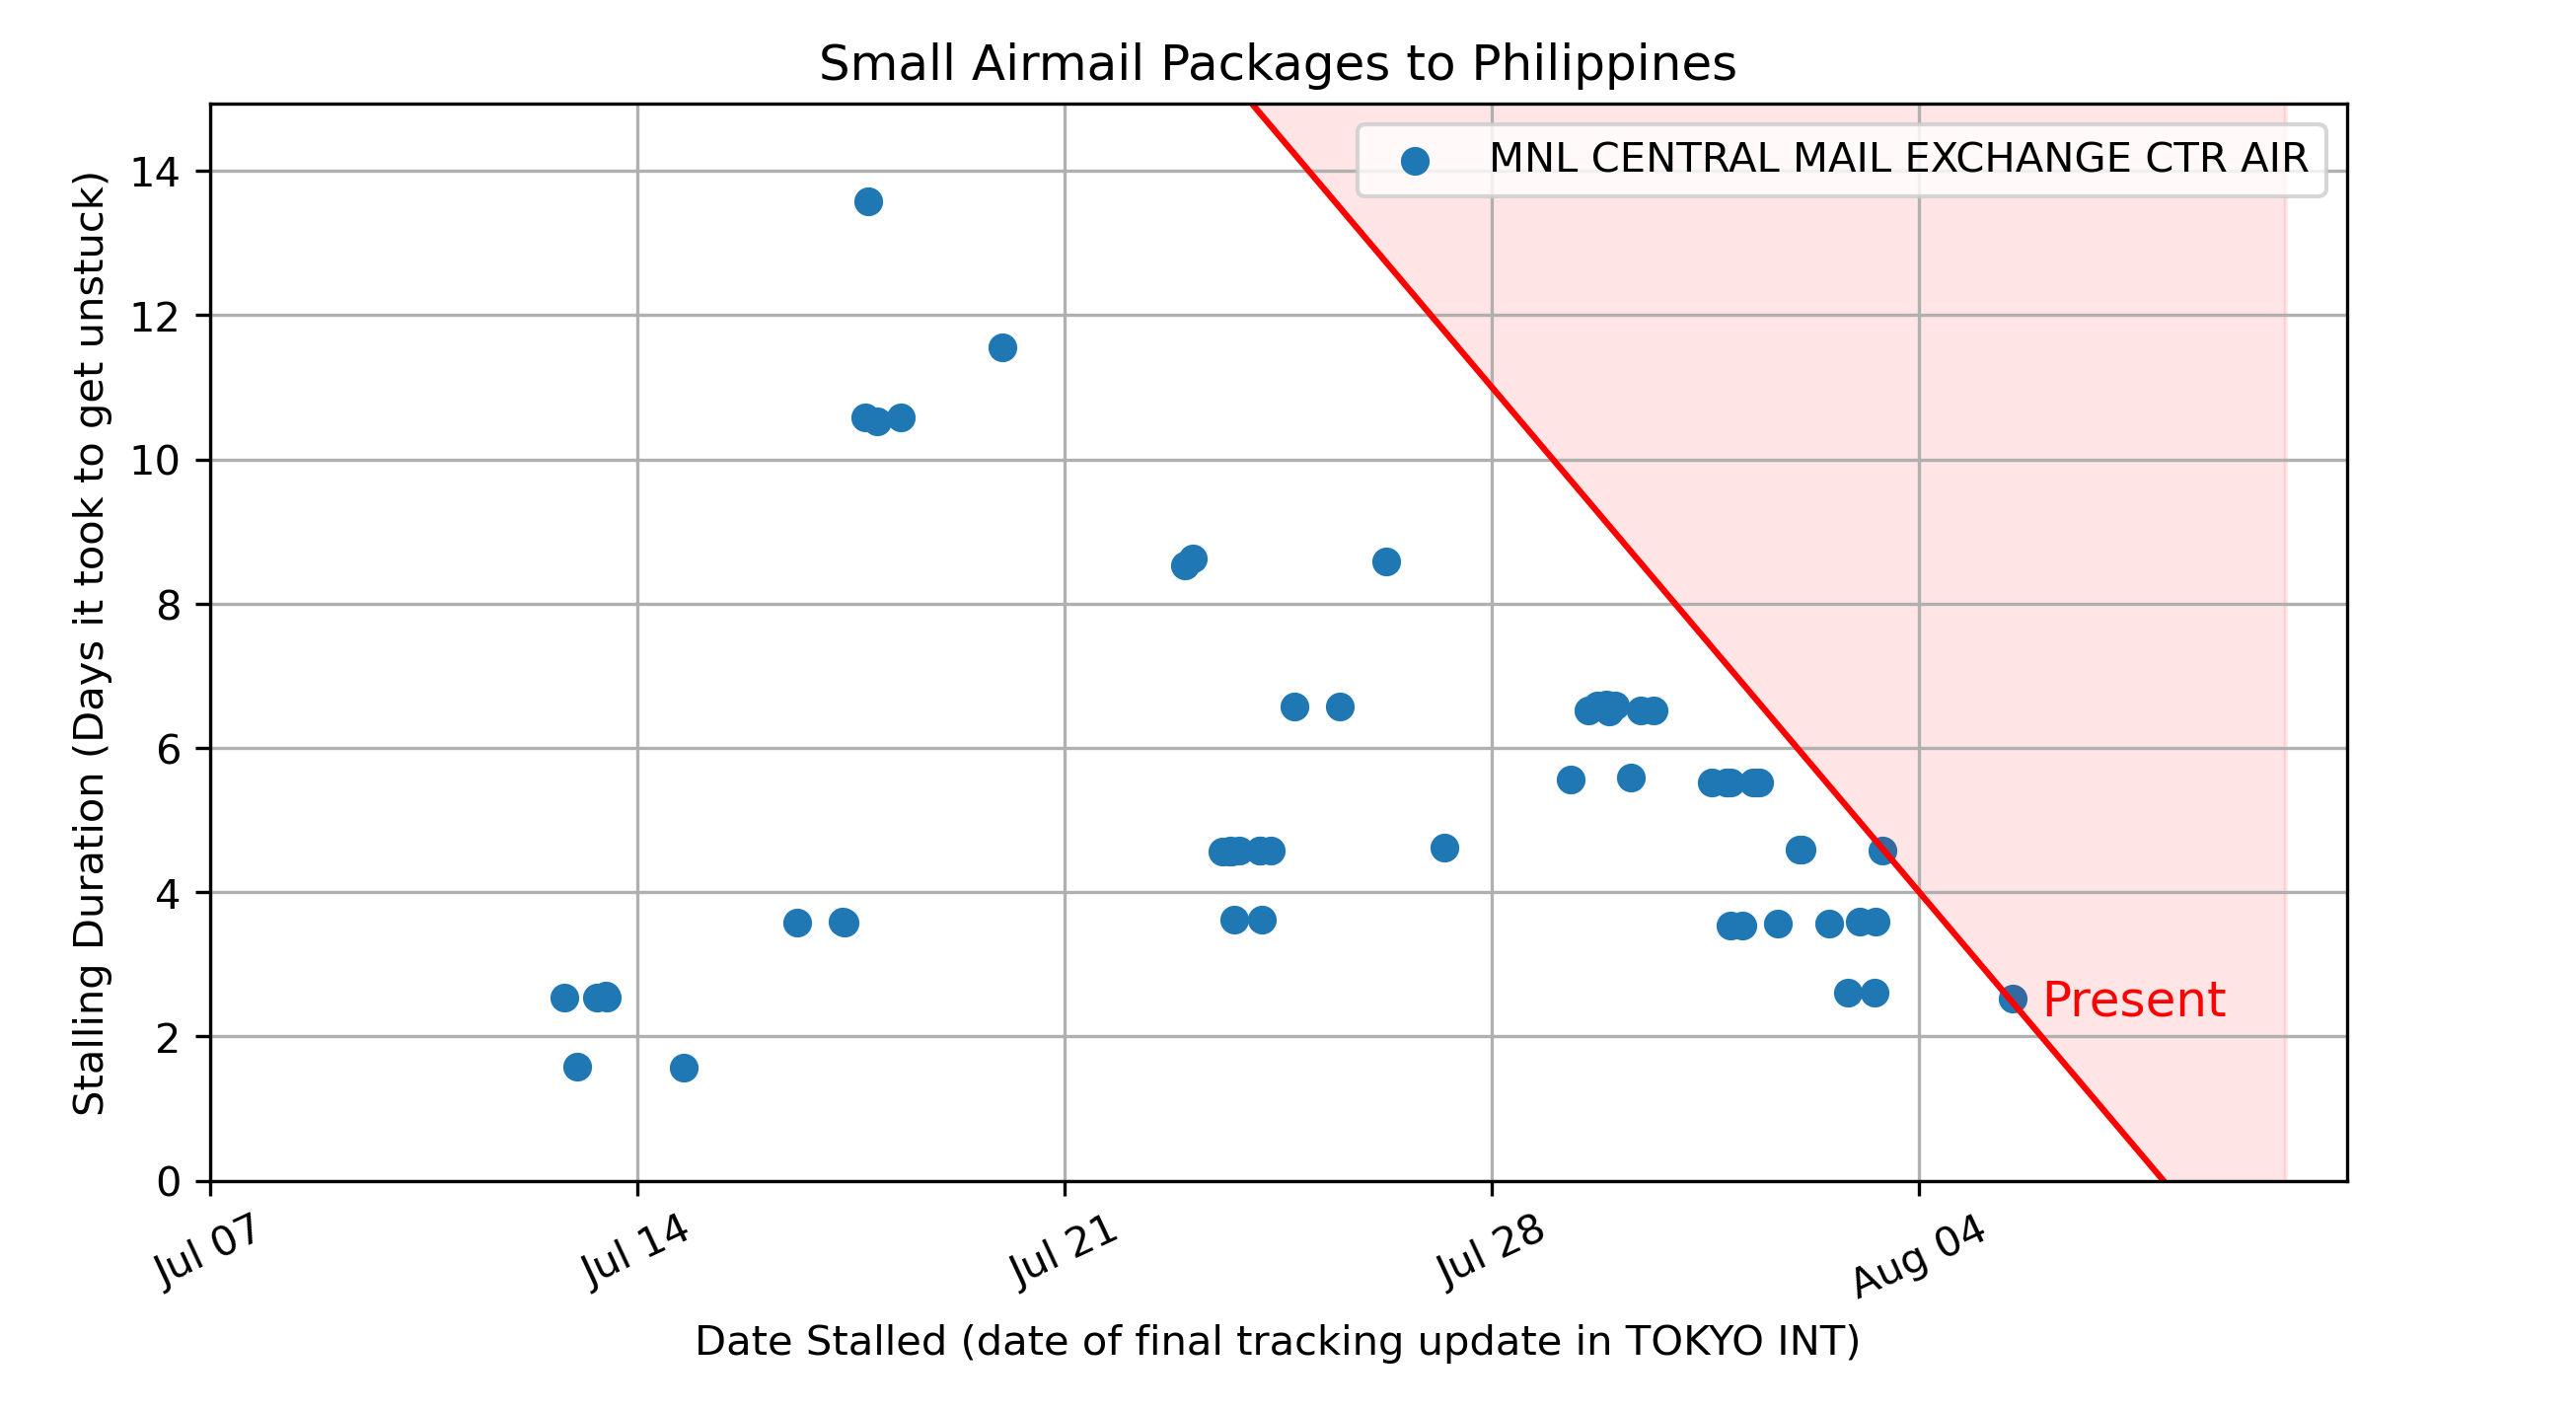 Small Airmail Packages to Philippines
MNL CENTRAL MAIL EXCHANGE CTR AIR
Stalling Duration (Days it took to get unstuck)
14
12
10
8
6
4
2
0
Present
Jul 07
Jul 14
Jul 21
Jul 28
Aug 04
Date Stalled (date of final tracking update in TOKYO INT)